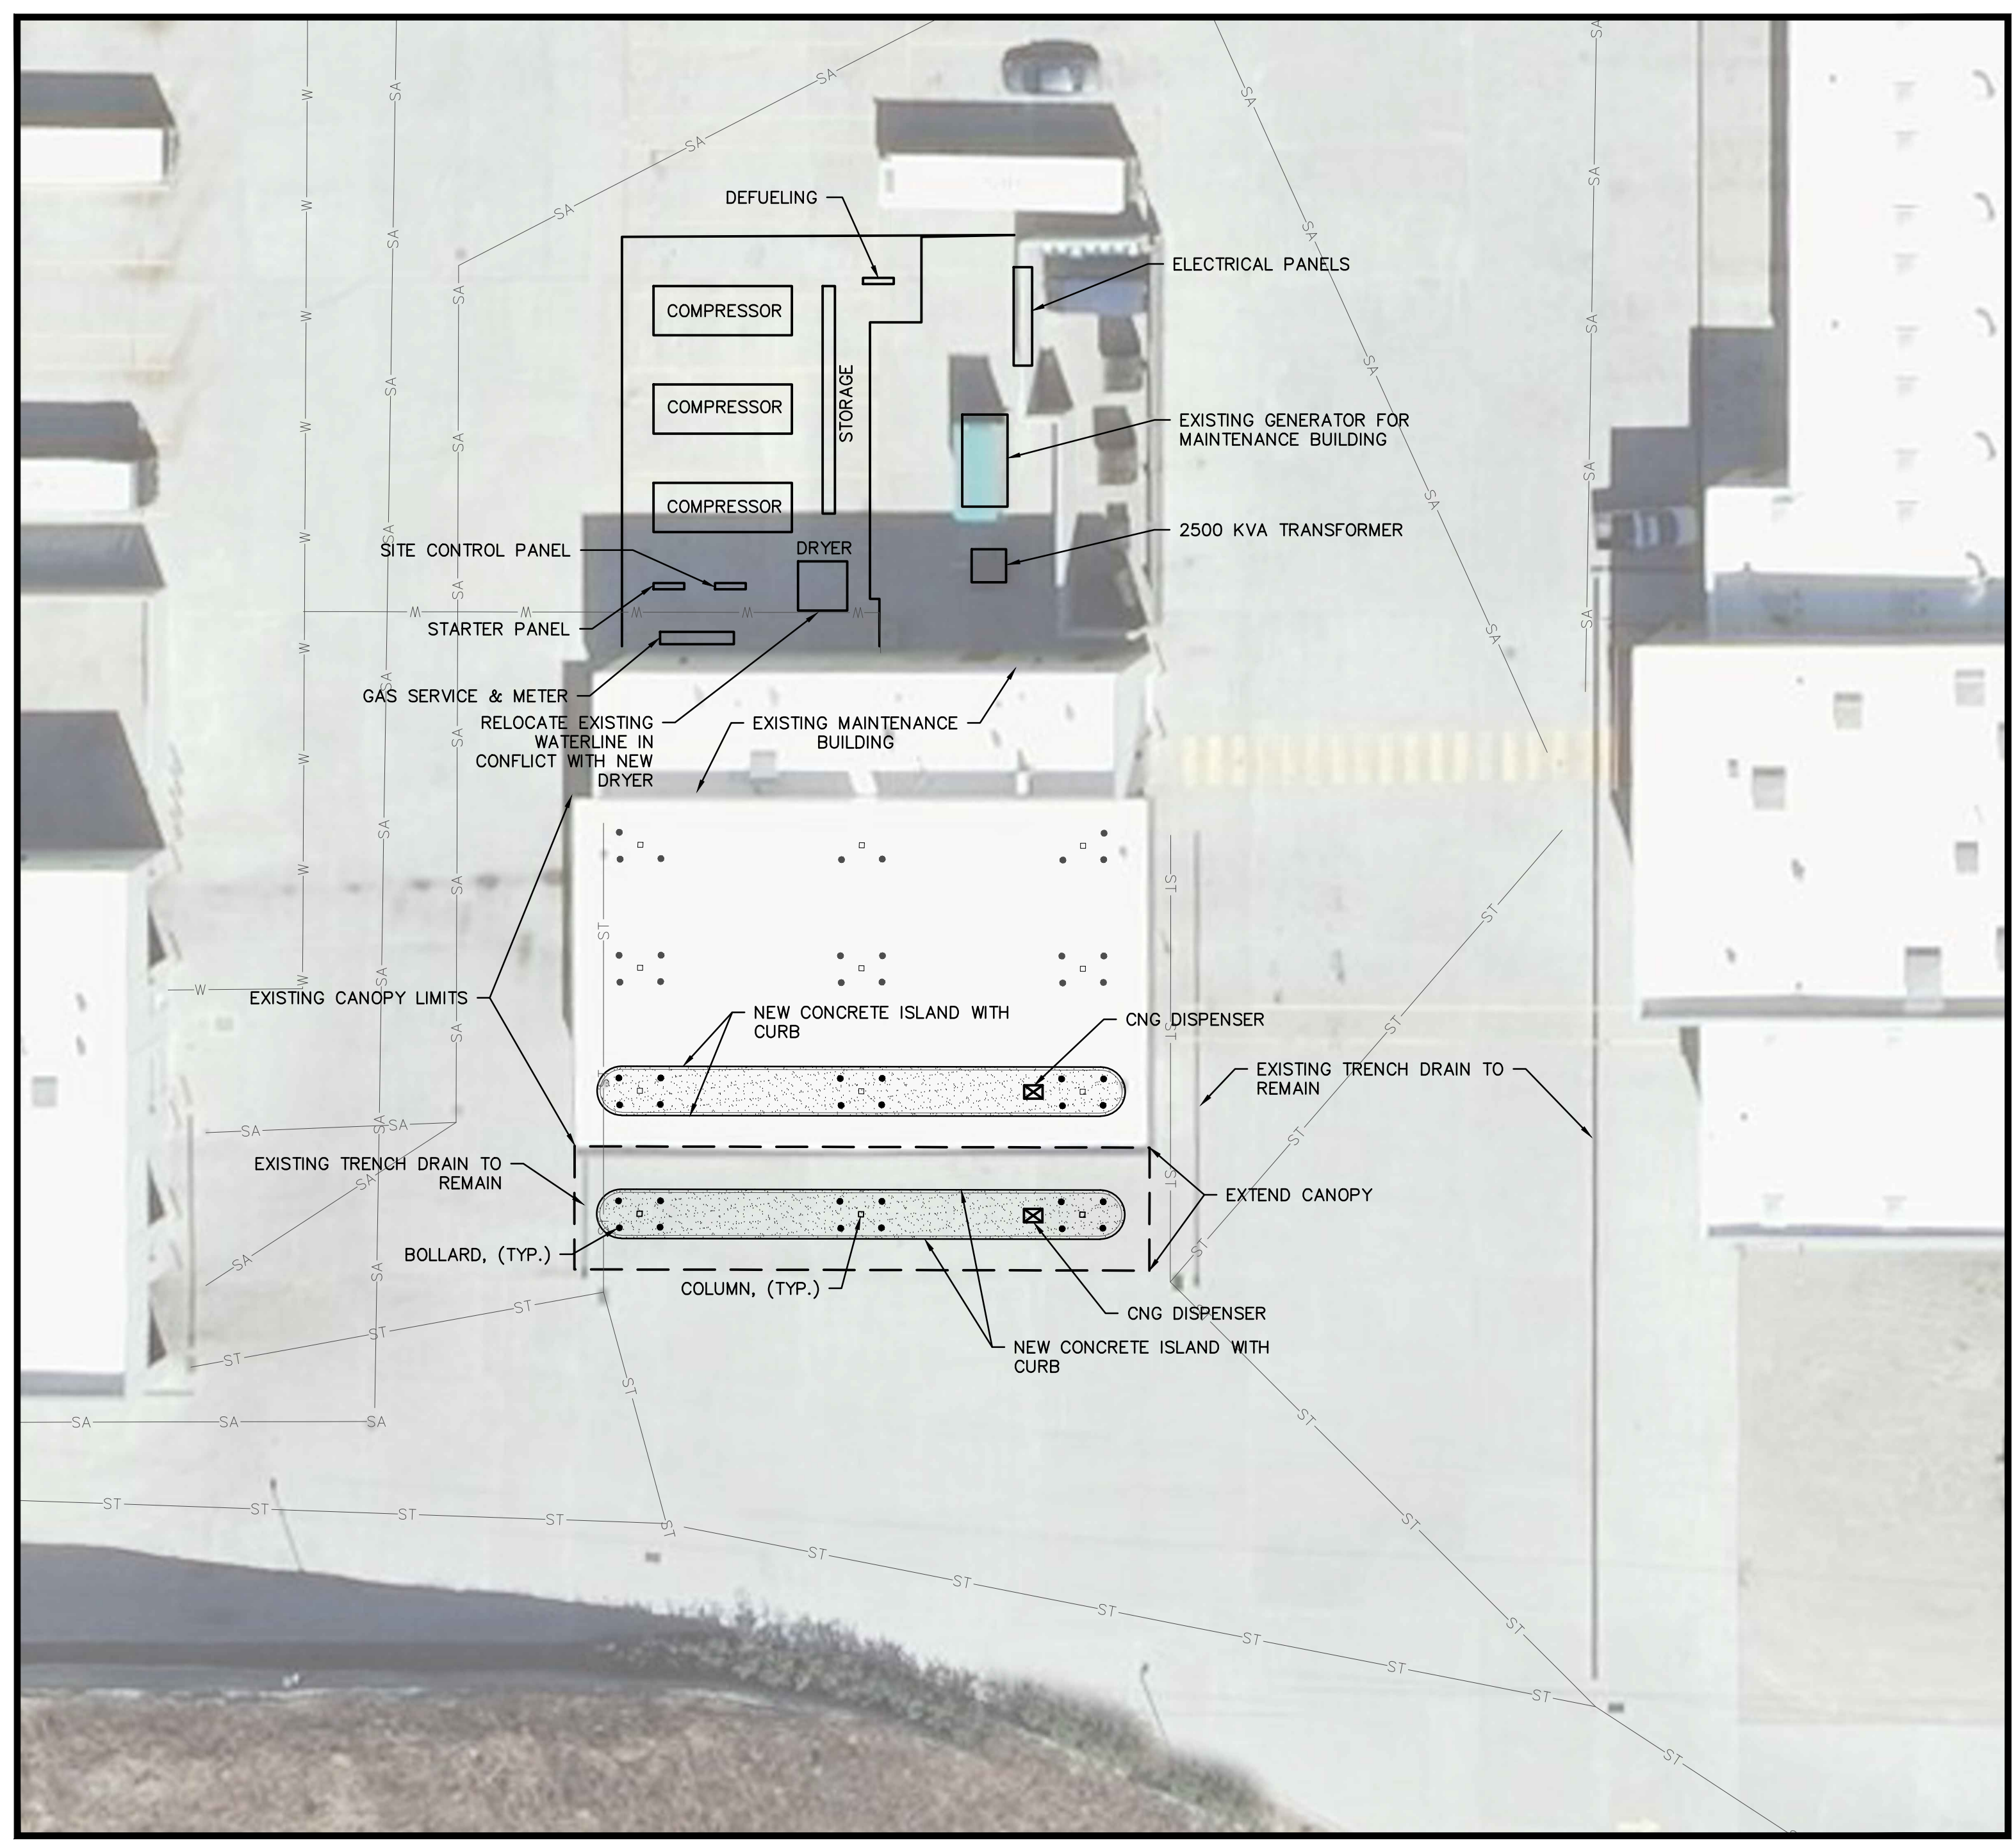 DEFUELING
ELECTRICAL PANELS
COMPRESSOR
COMPRESSOR
COMPRESSOR
STORAGE
EXISTING GENERATOR FOR
MAINTENANCE BUILDING
2500 KVA TRANSFORMER
SITE CONTROL PANEL
DRYER
STARTER PANEL
GAS SERVICE & METER
RELOCATE EXISTING
WATERLINE IN
CONFLICT WITH NEW
DRYER
EXISTING MAINTENANCE
BUILDING
EXISTING CANOPY LIMITS
NEW CONCRETE ISLAND WITH
CURB
CNG DISPENSER
EXISTING TRENCH DRAIN TO
REMAIN
EXISTING TRENCH DRAIN TO
REMAIN
EXTEND CANOPY
BOLLARD, (TYP.)
COLUMN, (TYP.)
CNG DISPENSER
NEW CONCRETE ISLAND WITH
CURB
W
SA
ST